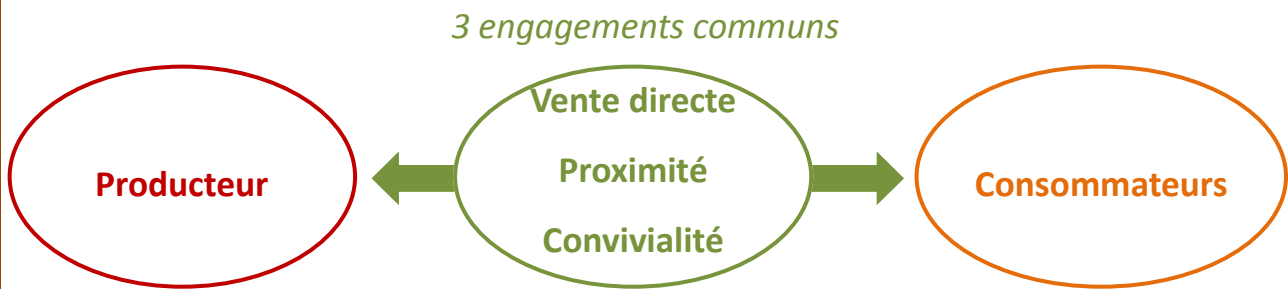 3 engagements communs
Vente directe
Producteur
Proximité
Consommateurs
Convivialité